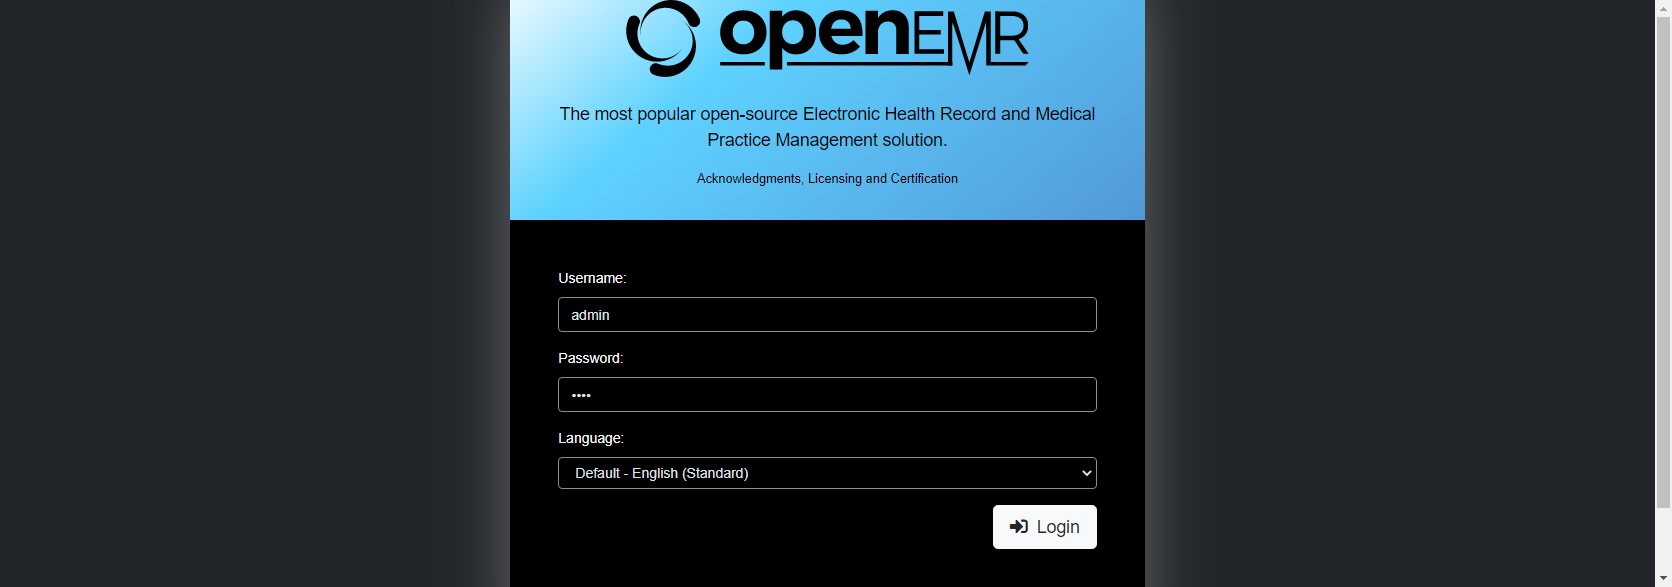 openEMR
The most popular open-source Electronic Health Record and Medical
Practice Management solution.
Acknowledgments, Licensing and Certification
Username:
admin
Password:
••••
Language:
Default - English (Standard)
Login